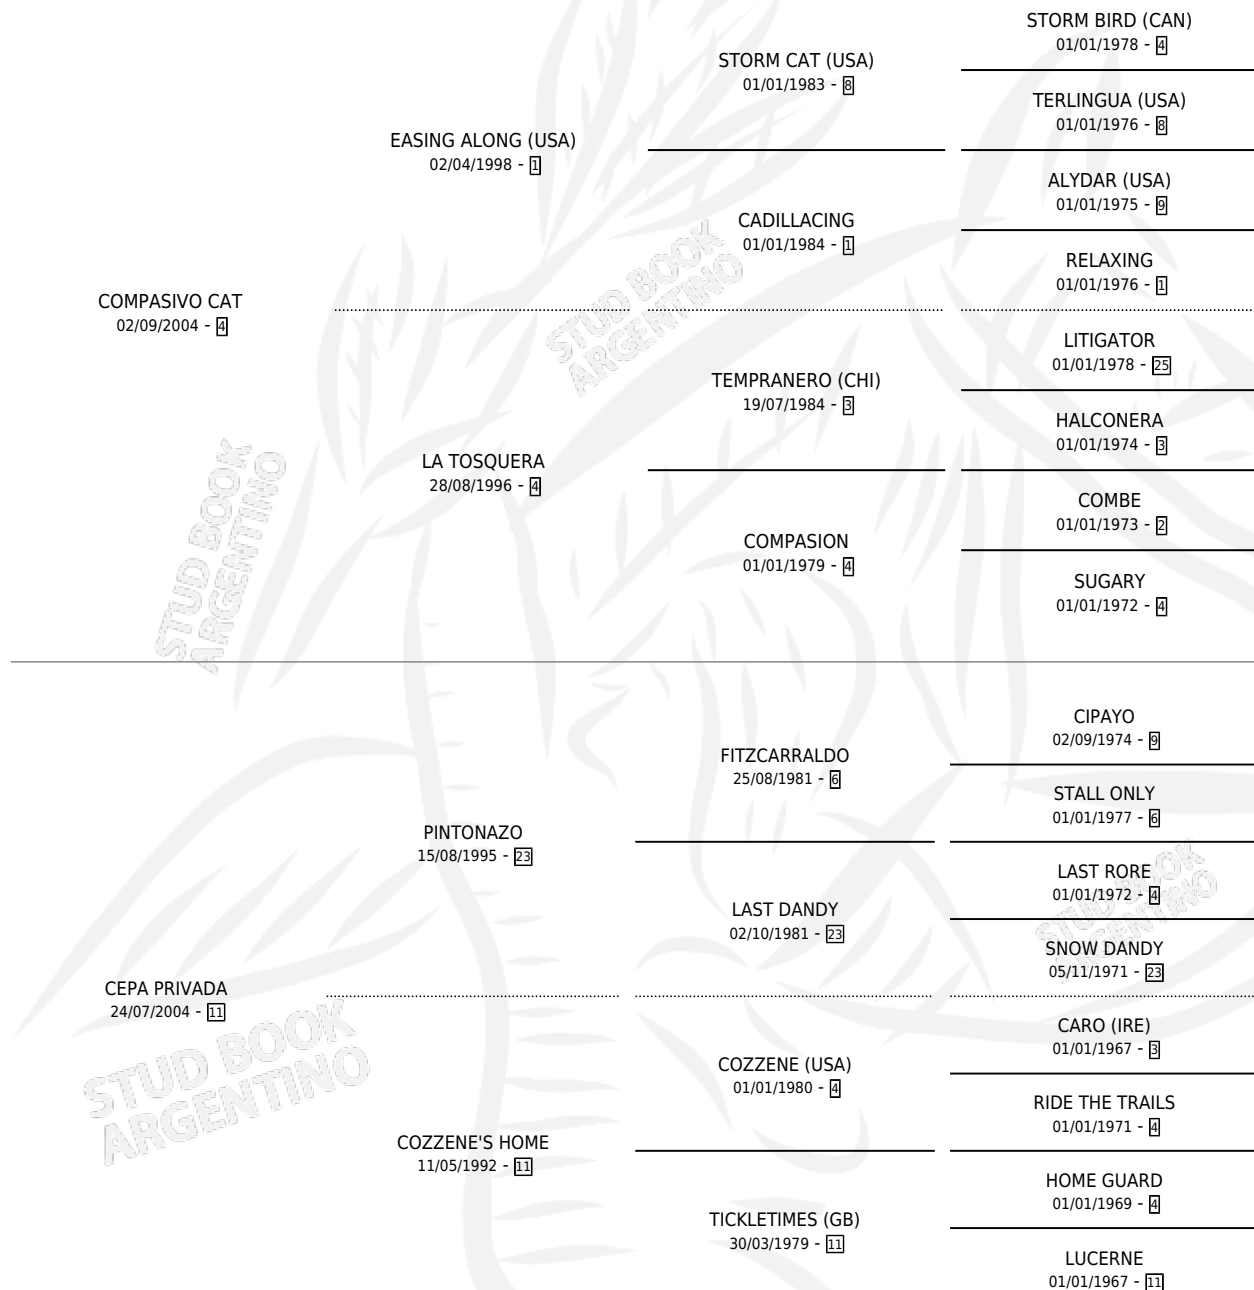 STORM BIRD (CAN)
01/01/1978 - 4
STORM CAT (USA)
01/01/1983 - 8
TERLINGUA (USA)
01/01/1976 - 8
EASING ALONG (USA)
02/04/1998 - 1
ALYDAR (USA)
01/01/1975 - 9
CADILLACING
01/01/1984 - 1
RELAXING
01/01/1976 - 1
COMPASIVO CAT
02/09/2004 - 4
LITIGATOR
01/01/1978 - 25
TEMPRANERO (CHI)
19/07/1984 - 3
HALCONERA
01/01/1974 - 3
LA TOSQUERA
28/08/1996 - 4
COMBE
01/01/1973 - 2
COMPASION
01/01/1979 - 4
SUGARY
01/01/1972 - 4
CIPAYO
02/09/1974 - 9
FITZCARRALDO
25/08/1981 - 6
STALL ONLY
01/01/1977 - 6
PINTONAZO
15/08/1995 - 23
LAST RORE
01/01/1972 - 4
LAST DANDY
02/10/1981 - 23
SNOW DANDY
05/11/1971 - 23
CEPA PRIVADA
24/07/2004 - 11
CARO (IRE)
01/01/1967 - 3
COZZENE (USA)
01/01/1980 - 4
RIDE THE TRAILS
01/01/1971 - 4
COZZENE'S HOME
11/05/1992 - 11
HOME GUARD
01/01/1969 - 4
TICKLETIMES (GB)
30/03/1979 - 11
LUCERNE
01/01/1967 - 11
STUD BOOK
ARGENTINO
STUD BOOK
ARGENTINO
STUD BOOK
ARGENTINO
STUD BOOK
ARGENTINO